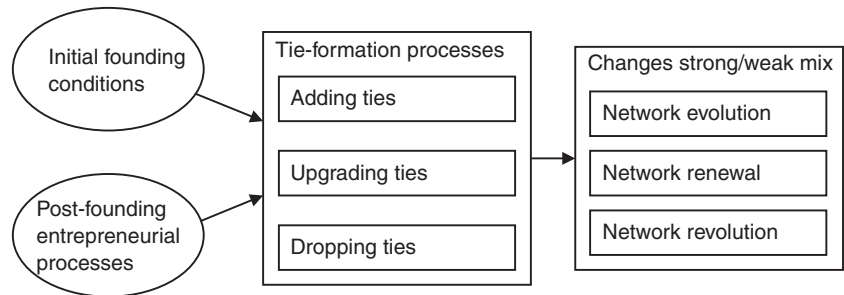 Initial founding
conditions
Post-founding
entrepreneurial
processes
Tie-formation processes
Adding ties
Upgrading ties
Dropping ties
Changes strong/weak mix
Network evolution
Network renewal
Network revolution